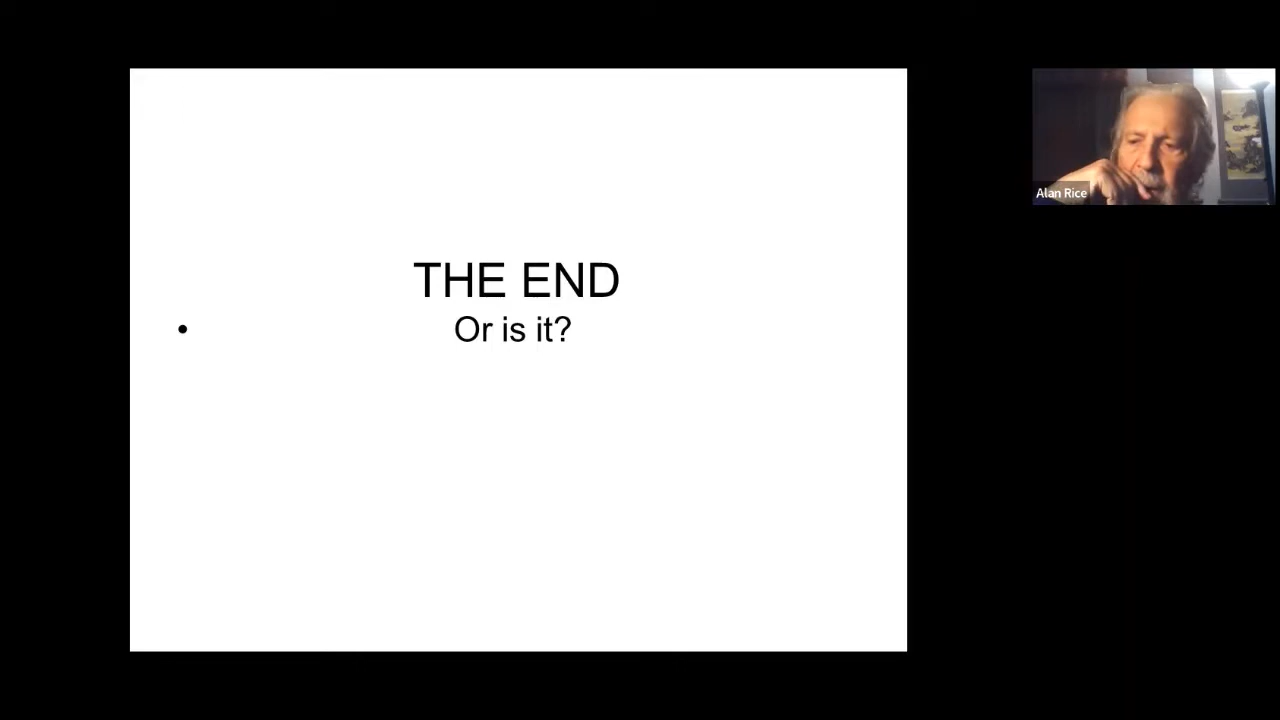 THE END
• Or is it?
Alan Rice